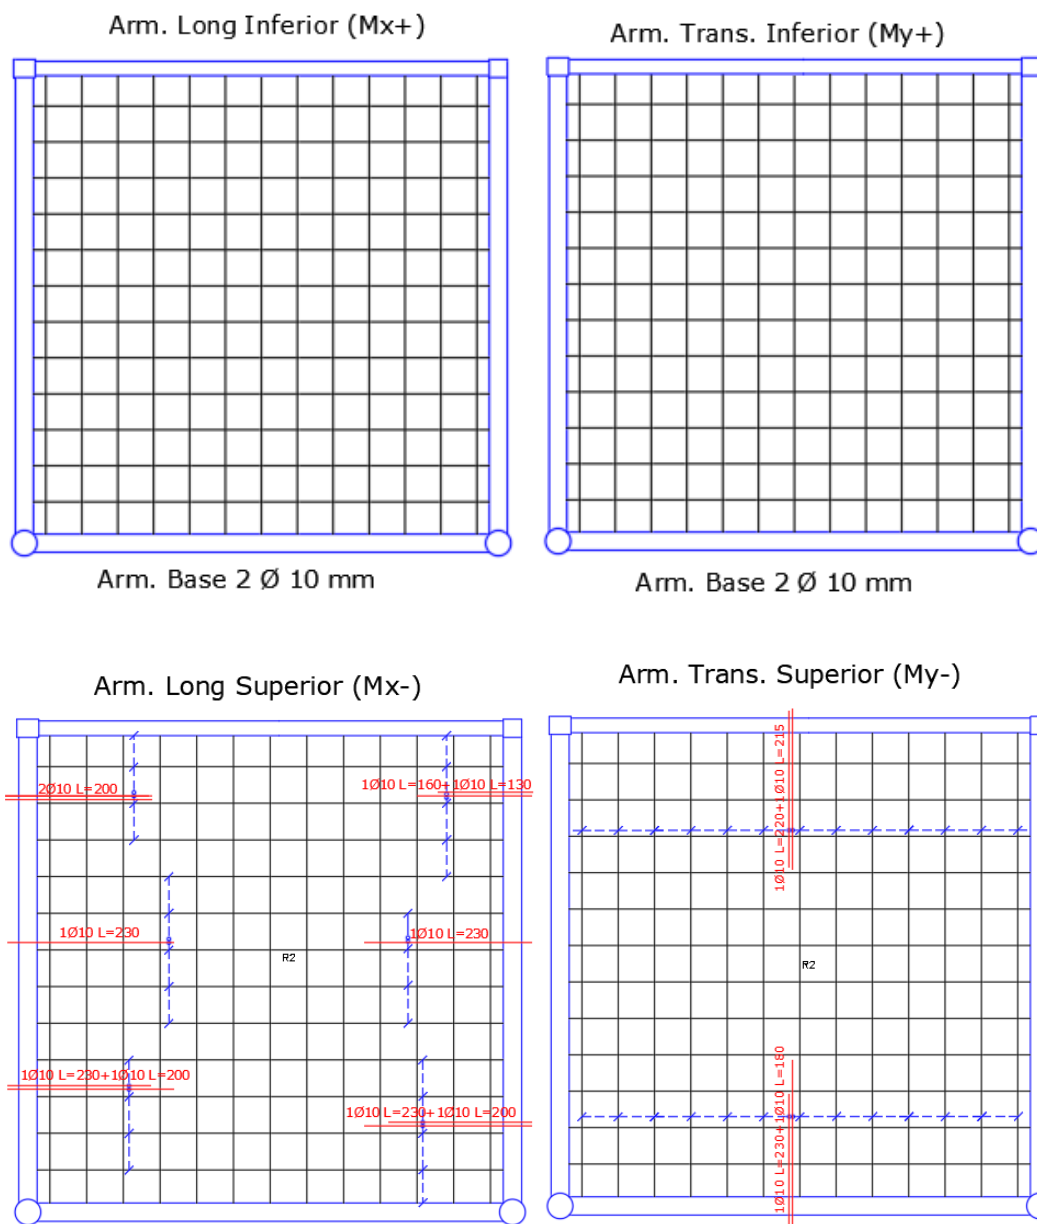 Arm. Long Inferior (Mx+)
Arm. Trans. Inferior (My+)
Arm. Base 2 Ø 10 mm
Arm. Base 2 Ø 10 mm
Arm. Long Superior (Mx-)
Arm. Trans. Superior (My-)
2Ø10 L=200
1Ø10 L=160+1Ø10 L=130
1Ø10 L=230
1Ø10 L=230
R2
1Ø10 L=230+1Ø10 L=200
1Ø10 L=230+1Ø10 L=200
1Ø10 L=220+1Ø10 L=215
R2
1Ø10 L=230+1Ø10 L=180